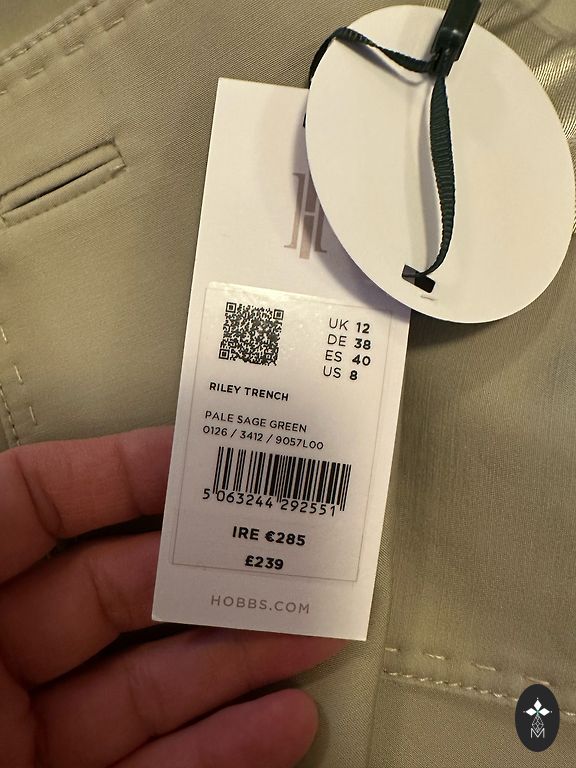 UK 12
DE 38
ES 40
US 8
RILEY TRENCH
PALE SAGE GREEN
0126 / 3412 / 9057L00
5 063244 292551
IRE €285
£239
HOBBS.COM
M